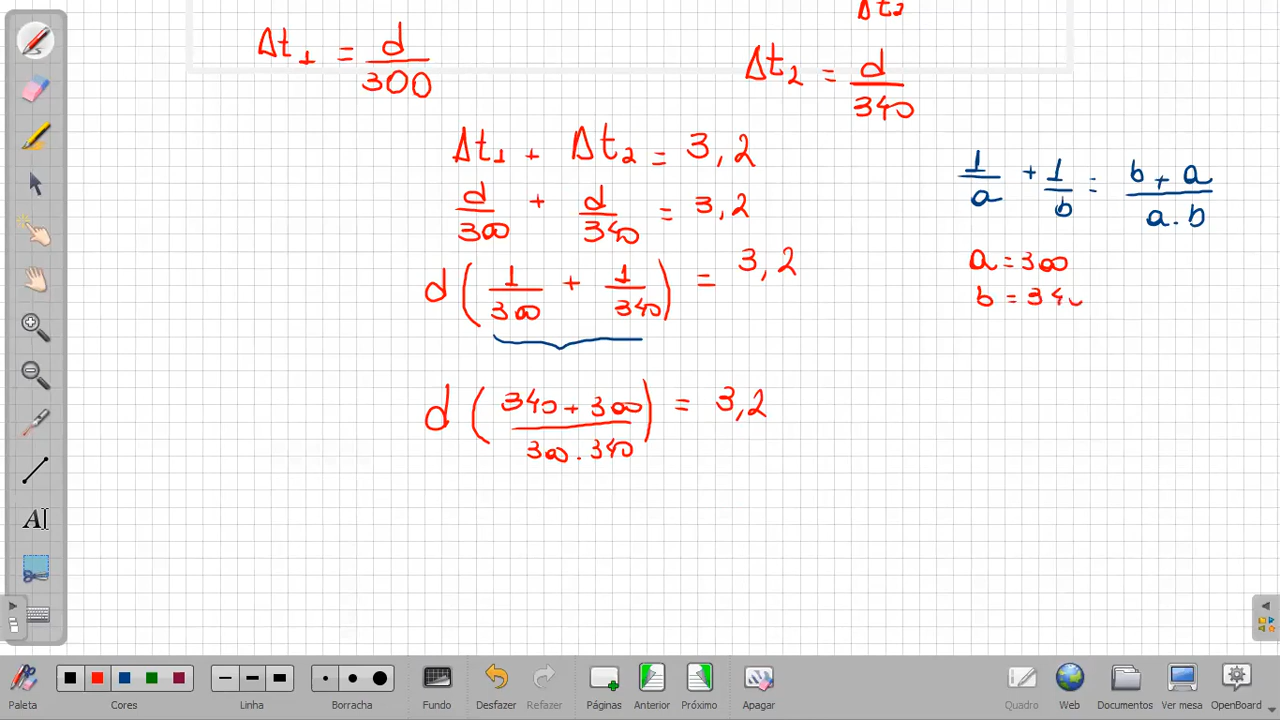 Δt₂
Δt₁ = d/300
Δt₂ = d/340
Δt₁ + Δt₂ = 3,2
d/300 + d/340 = 3,2
d(1/300 + 1/340) = 3,2
d((340+300)/(300.340)) = 3,2
1/a + 1/b = (b+a)/(a.b)
a = 300
b = 340
A
Paleta Cores Linha Borracha Fundo Desfazer Refazer Páginas Anterior Próximo Apagar Quadro Web Documentos Ver mesa OpenBoard